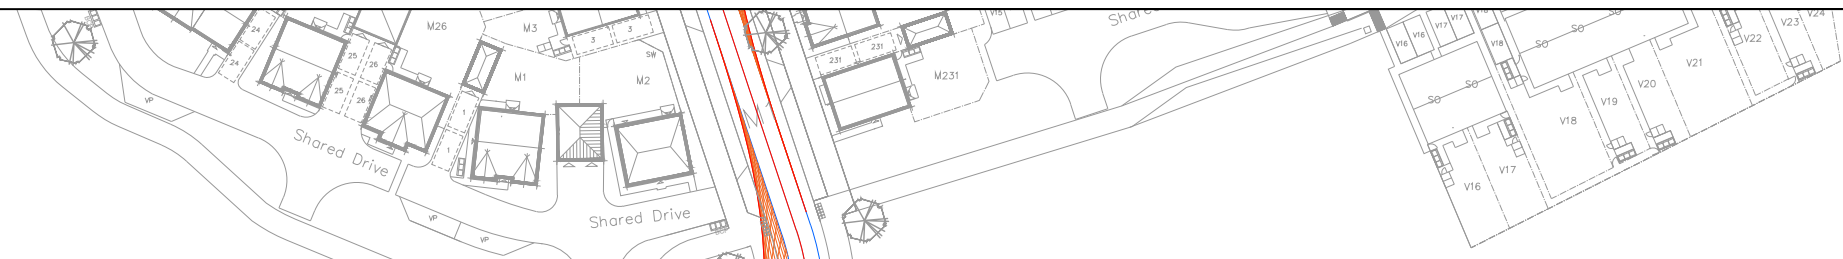 24
24
25
26
25
26
M26
M3
3
3
SW
M1
M2
1
1
VP
Shared Drive
Shared Drive
VP
VP
231
231
M231
V15
Shared
V16
V16
V17
V17
V18
V18
SO
SO
SO
SO
V16
V17
V18
V19
V20
V21
V22
V23
V24